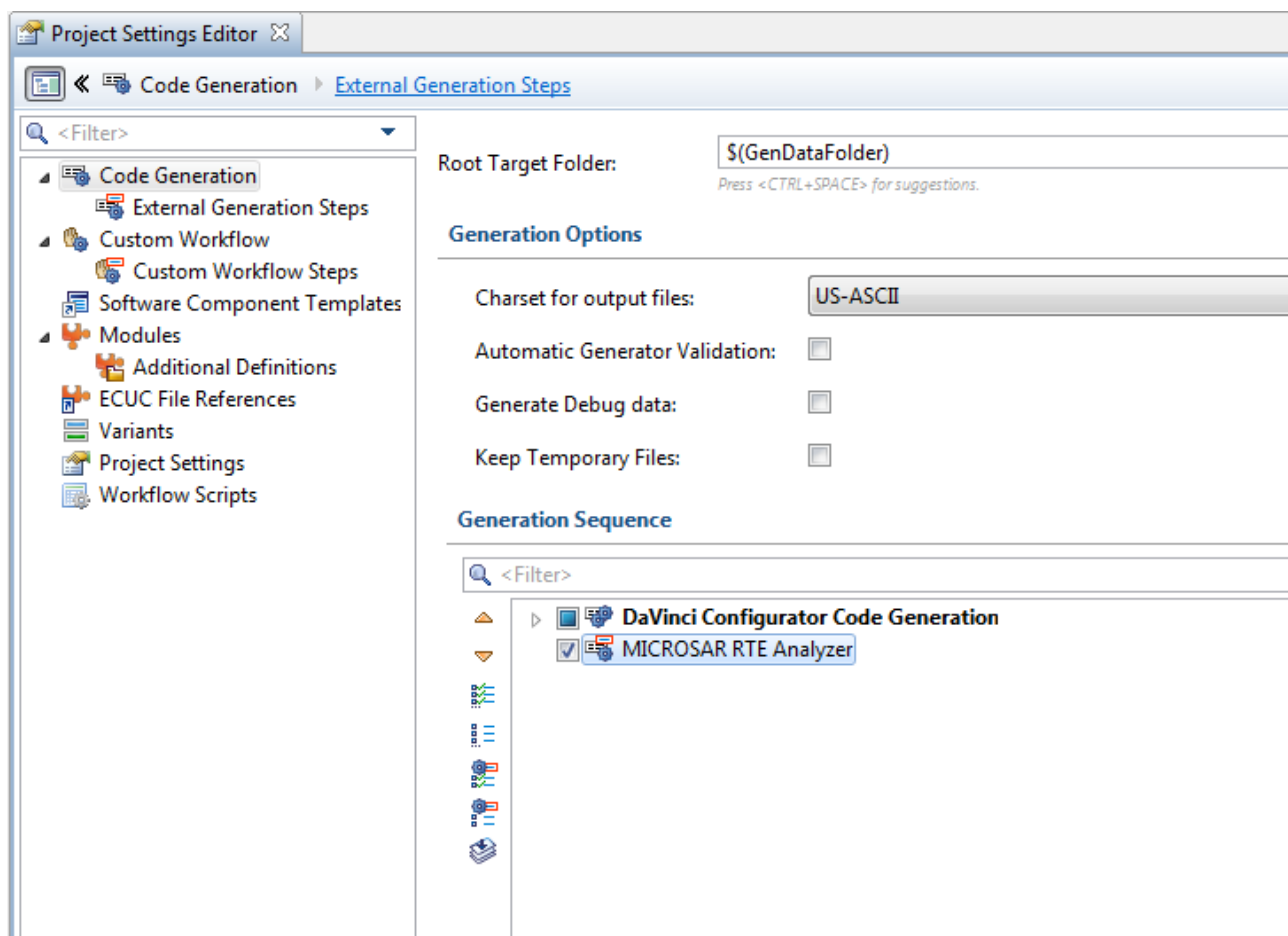 Project Settings Editor
Code Generation External Generation Steps
<Filter>
Code Generation
External Generation Steps
Custom Workflow
Custom Workflow Steps
Software Component Templates
Modules
Additional Definitions
ECUC File References
Variants
Project Settings
Workflow Scripts
Root Target Folder: $(GenDataFolder)
Press <CTRL+SPACE> for suggestions.
Generation Options
Charset for output files: US-ASCII
Automatic Generator Validation:
Generate Debug data:
Keep Temporary Files:
Generation Sequence
<Filter>
DaVinci Configurator Code Generation
MICROSAR RTE Analyzer